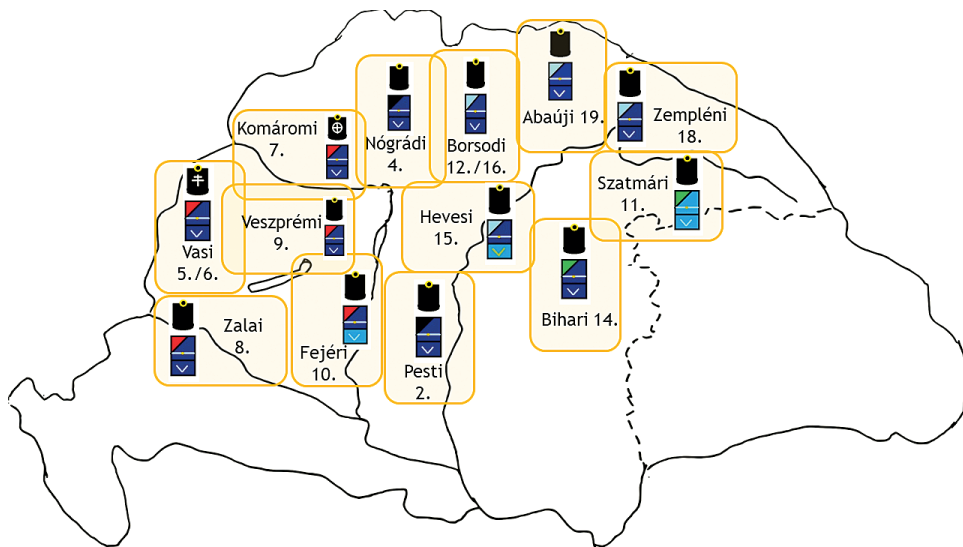 Abaúji 19.
Zempléni
18.
Komáromi
7.
Nógrádi
4.
Borsodi
12./16.
Szatmári
11.
Veszprémi
9.
Hevesi
15.
Vasi
5./6.
Bihari 14.
Zalai
8.
Fejéri
10.
Pesti
2.